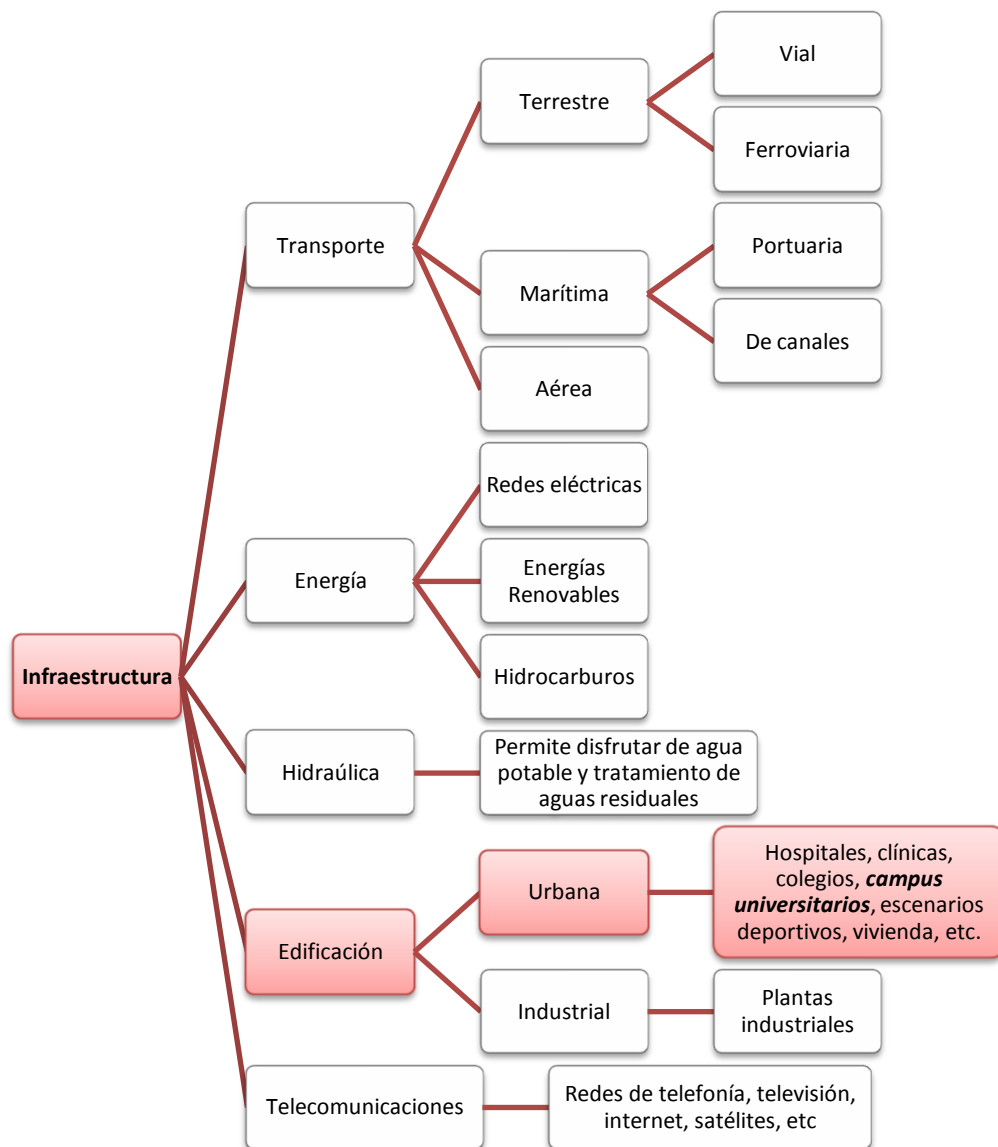 Infraestructura
Transporte
Terrestre
Vial
Ferroviaria
Marítima
Portuaria
De canales
Aérea
Energía
Redes eléctricas
Energías
Renovables
Hidrocarburos
Hidraúlica
Permite disfrutar de agua
potable y tratamiento de
aguas residuales
Edificación
Urbana
Hospitales, clínicas,
colegios, campus
universitarios, escenarios
deportivos, vivienda, etc.
Industrial
Plantas
industriales
Telecomunicaciones
Redes de telefonía, televisión,
internet, satélites, etc